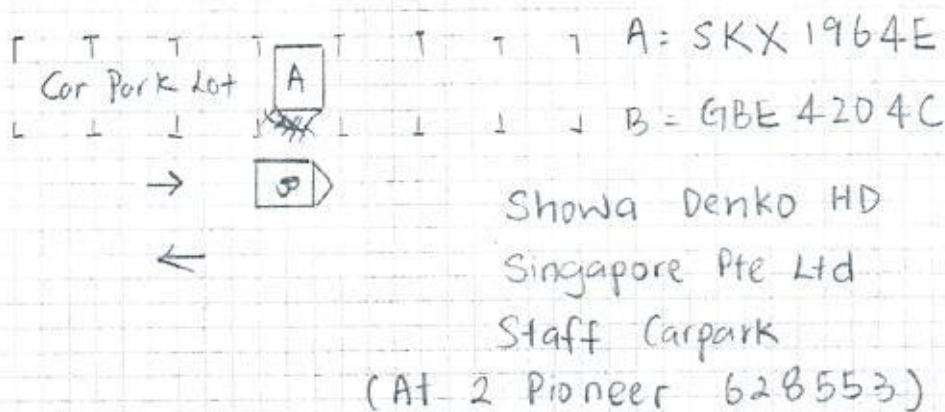 A = SKX 1964E
Car Park Lot
A
B = GBE 4204C
B
Showa Denko HD
Singapore Pte Ltd
Staff Carpark
(At 2 Pioneer 628553)